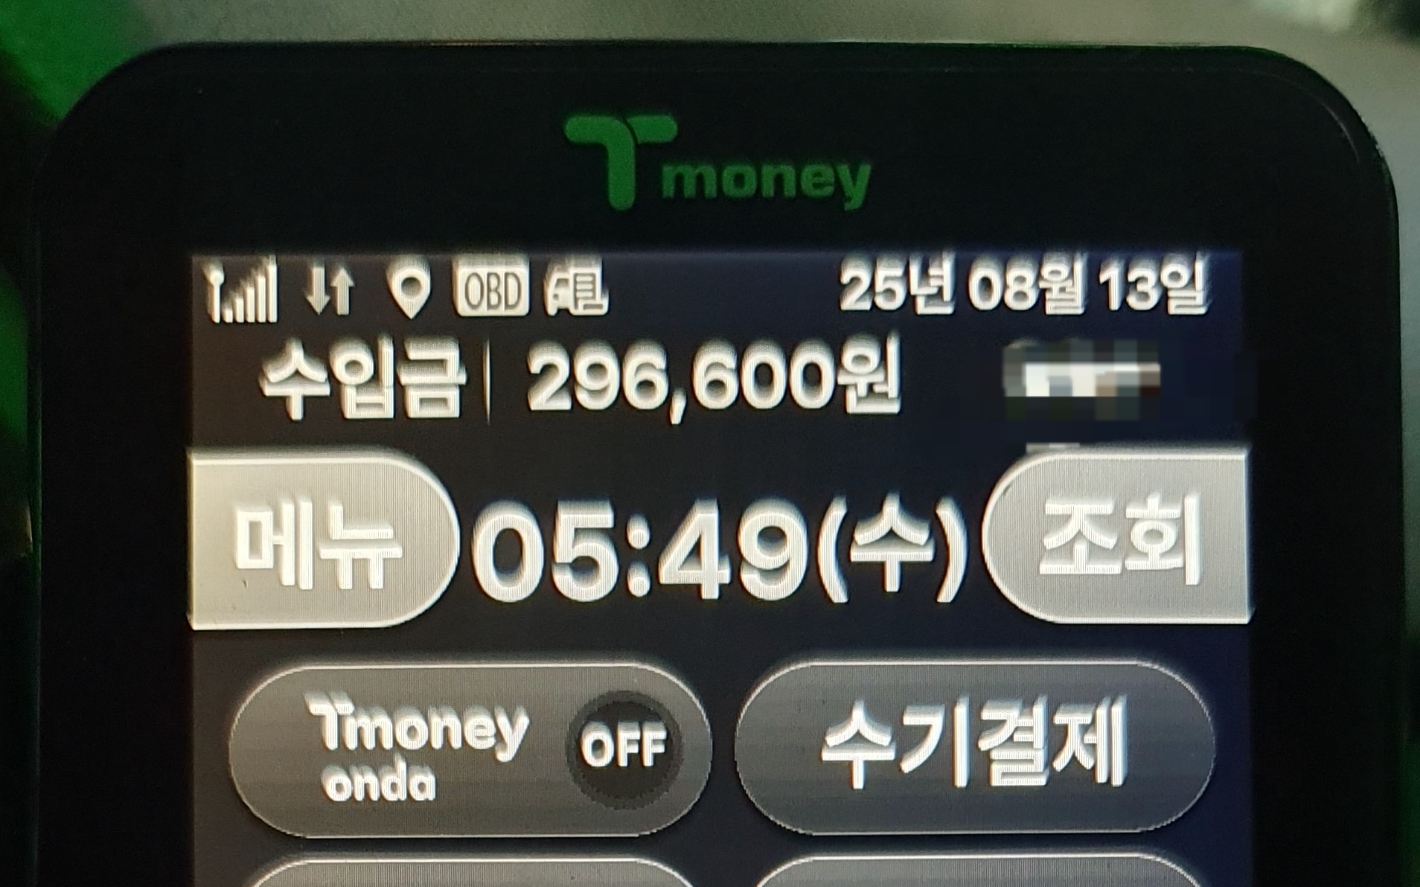 Tmoney
OBD 25년 08월 13일
수입금 296,600원
메뉴 05:49(수) 조회
Tmoney OFF 수기결제
onda